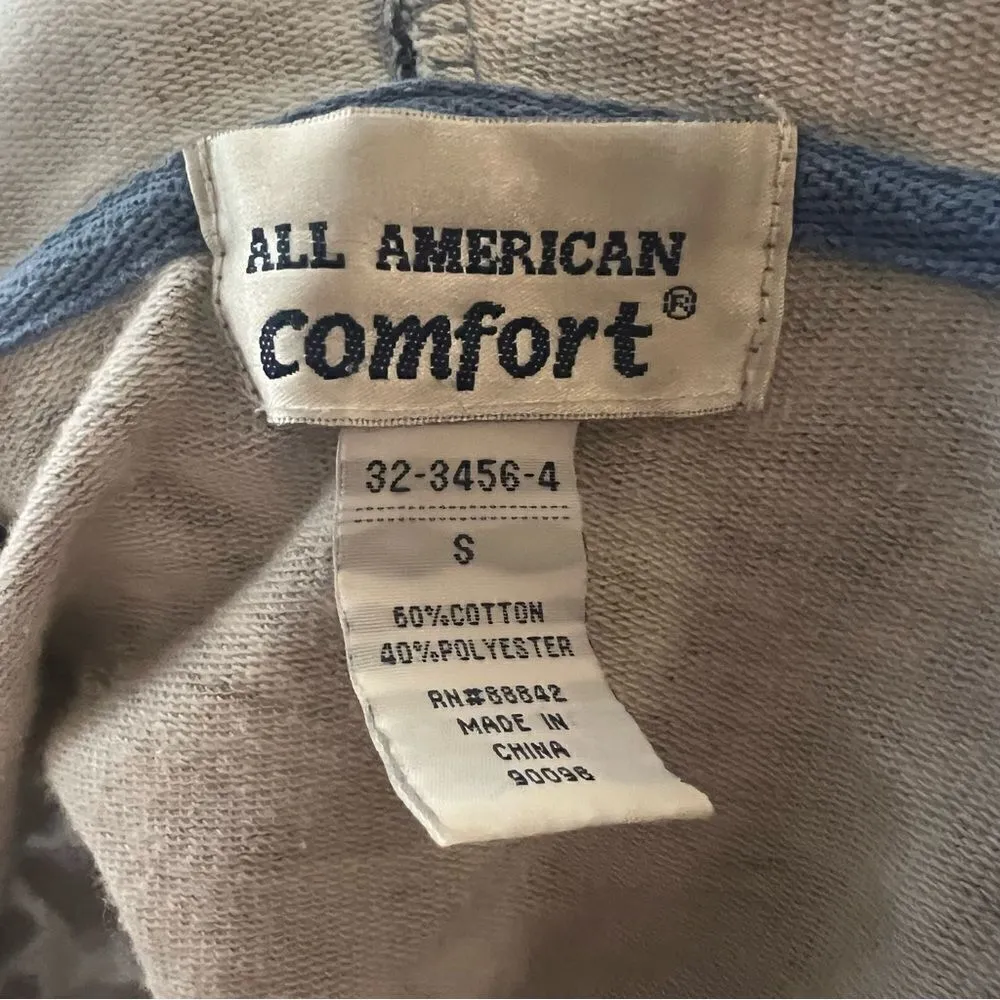 ALL AMERICAN
comfort®
32-3456-4
S
60%COTTON
40%POLYESTER
RN#88842
MADE IN
CHINA
90098